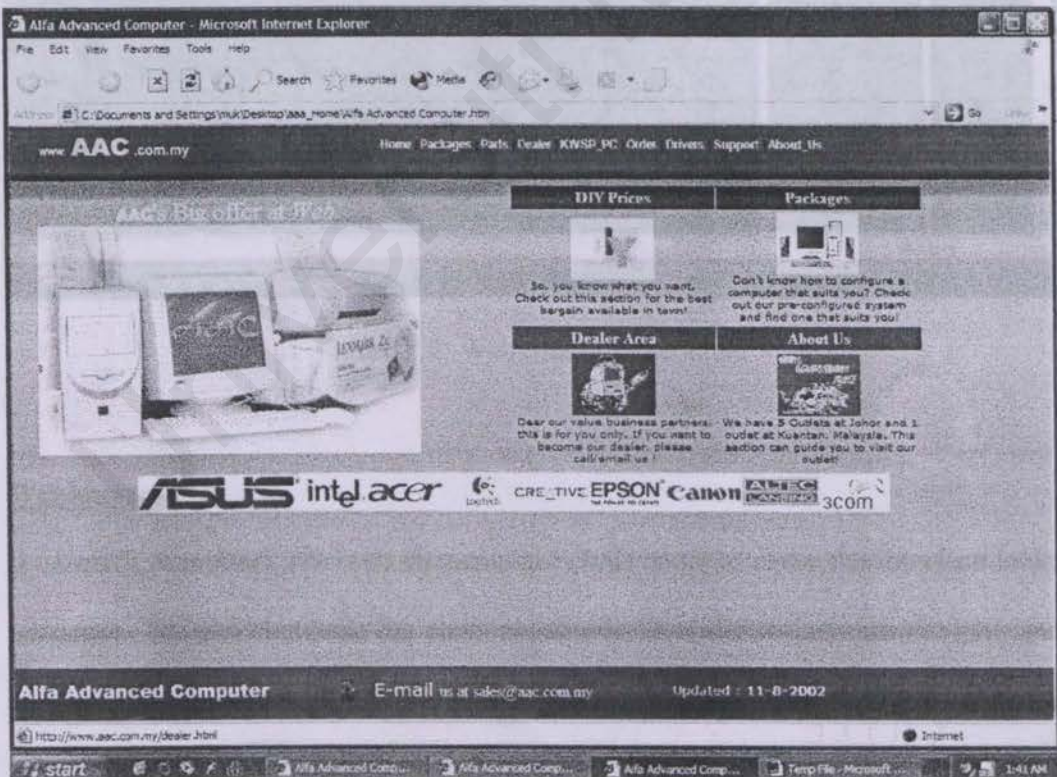 Alfa Advanced Computer - Microsoft Internet Explorer
File Edit View Favorites Tools Help
Search Favorites Media
Address C:\Documents and Settings\muk\Desktop\aaa_Home\Alfa Advanced Computer.htm Go
www. AAC .com.my
Home Packages Parts Dealer KWSP_PC Order Drivers Support About_Us
AAC's Big offer at Web
DIY Prices
So, you know what you want.
Check out this section for the best
bargain available in town!
Packages
Don't know how to configure a
computer that suits you? Check
out our pre-configured system
and find one that suits you!
Dealer Area
Dear our value business partners,
this is for you only. If you want to
become our dealer, please
call/email us !
About Us
We have 5 Outlets at Johor and 1
outlet at Kuantan, Malaysia. This
section can guide you to visit our
outlet!
LEXMARK
ASUS intel acer Logitech CRE_TIVE EPSON Canon ALTEC LANSING 3com
Alfa Advanced Computer E-mail us at sales@aac.com.my Updated : 11-8-2002
http://www.aac.com.my/dealer.html Internet
start Alfa Advanced Compu... Alfa Advanced Comp... Alfa Advanced Comp... Temp File - Microsoft ... 1:41 AM